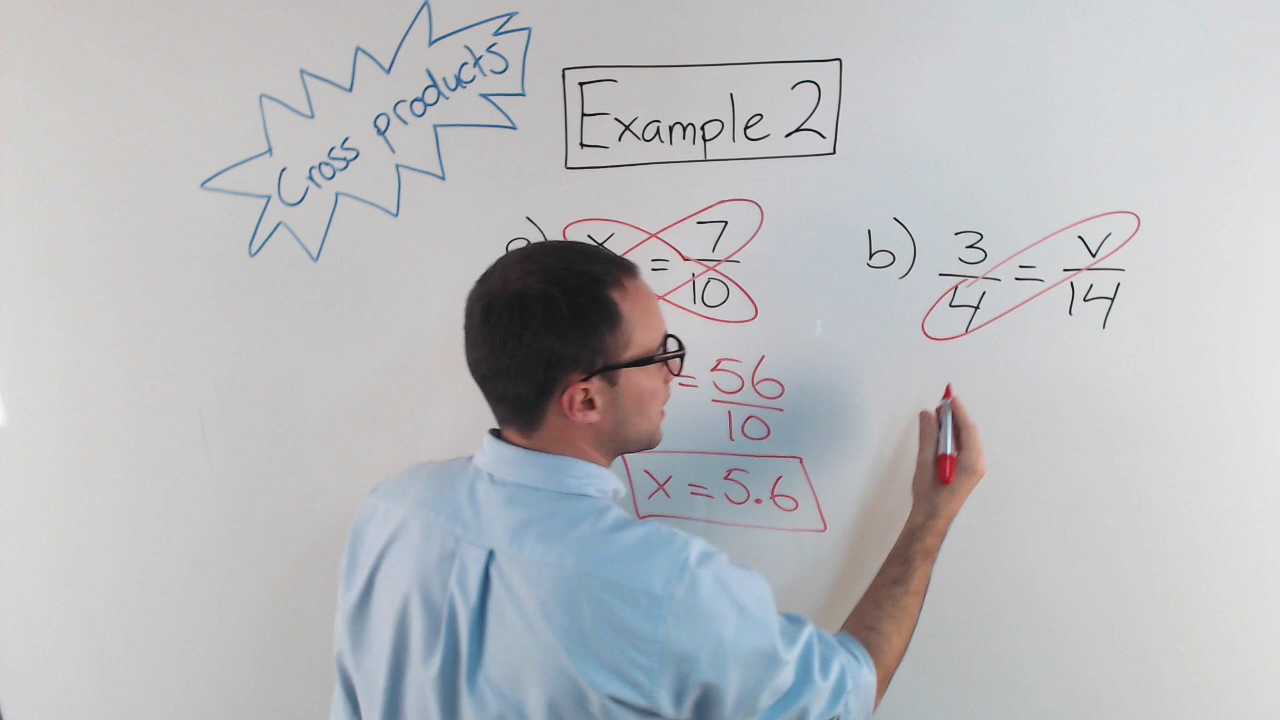 Cross products
Example 2
a) x = 7
10
= 56
10
x = 5.6
b) 3 = v
4 14